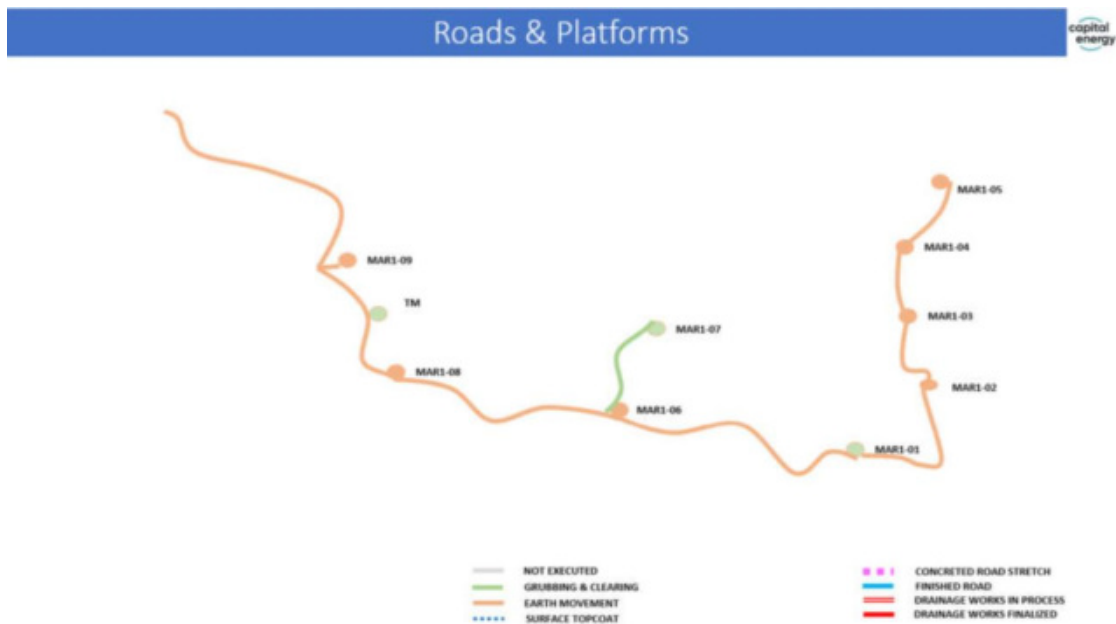 Roads & Platforms
capital
energy
MAR1-05
MAR1-04
MAR1-09
TM
MAR1-03
MAR1-07
MAR1-08
MAR1-02
MAR1-06
MAR1-01
NOT EXECUTED
GRUBBING & CLEARING
EARTH MOVEMENT
SURFACE TOPCOAT
CONCRETED ROAD STRETCH
FINISHED ROAD
DRAINAGE WORKS IN PROCESS
DRAINAGE WORKS FINALIZED